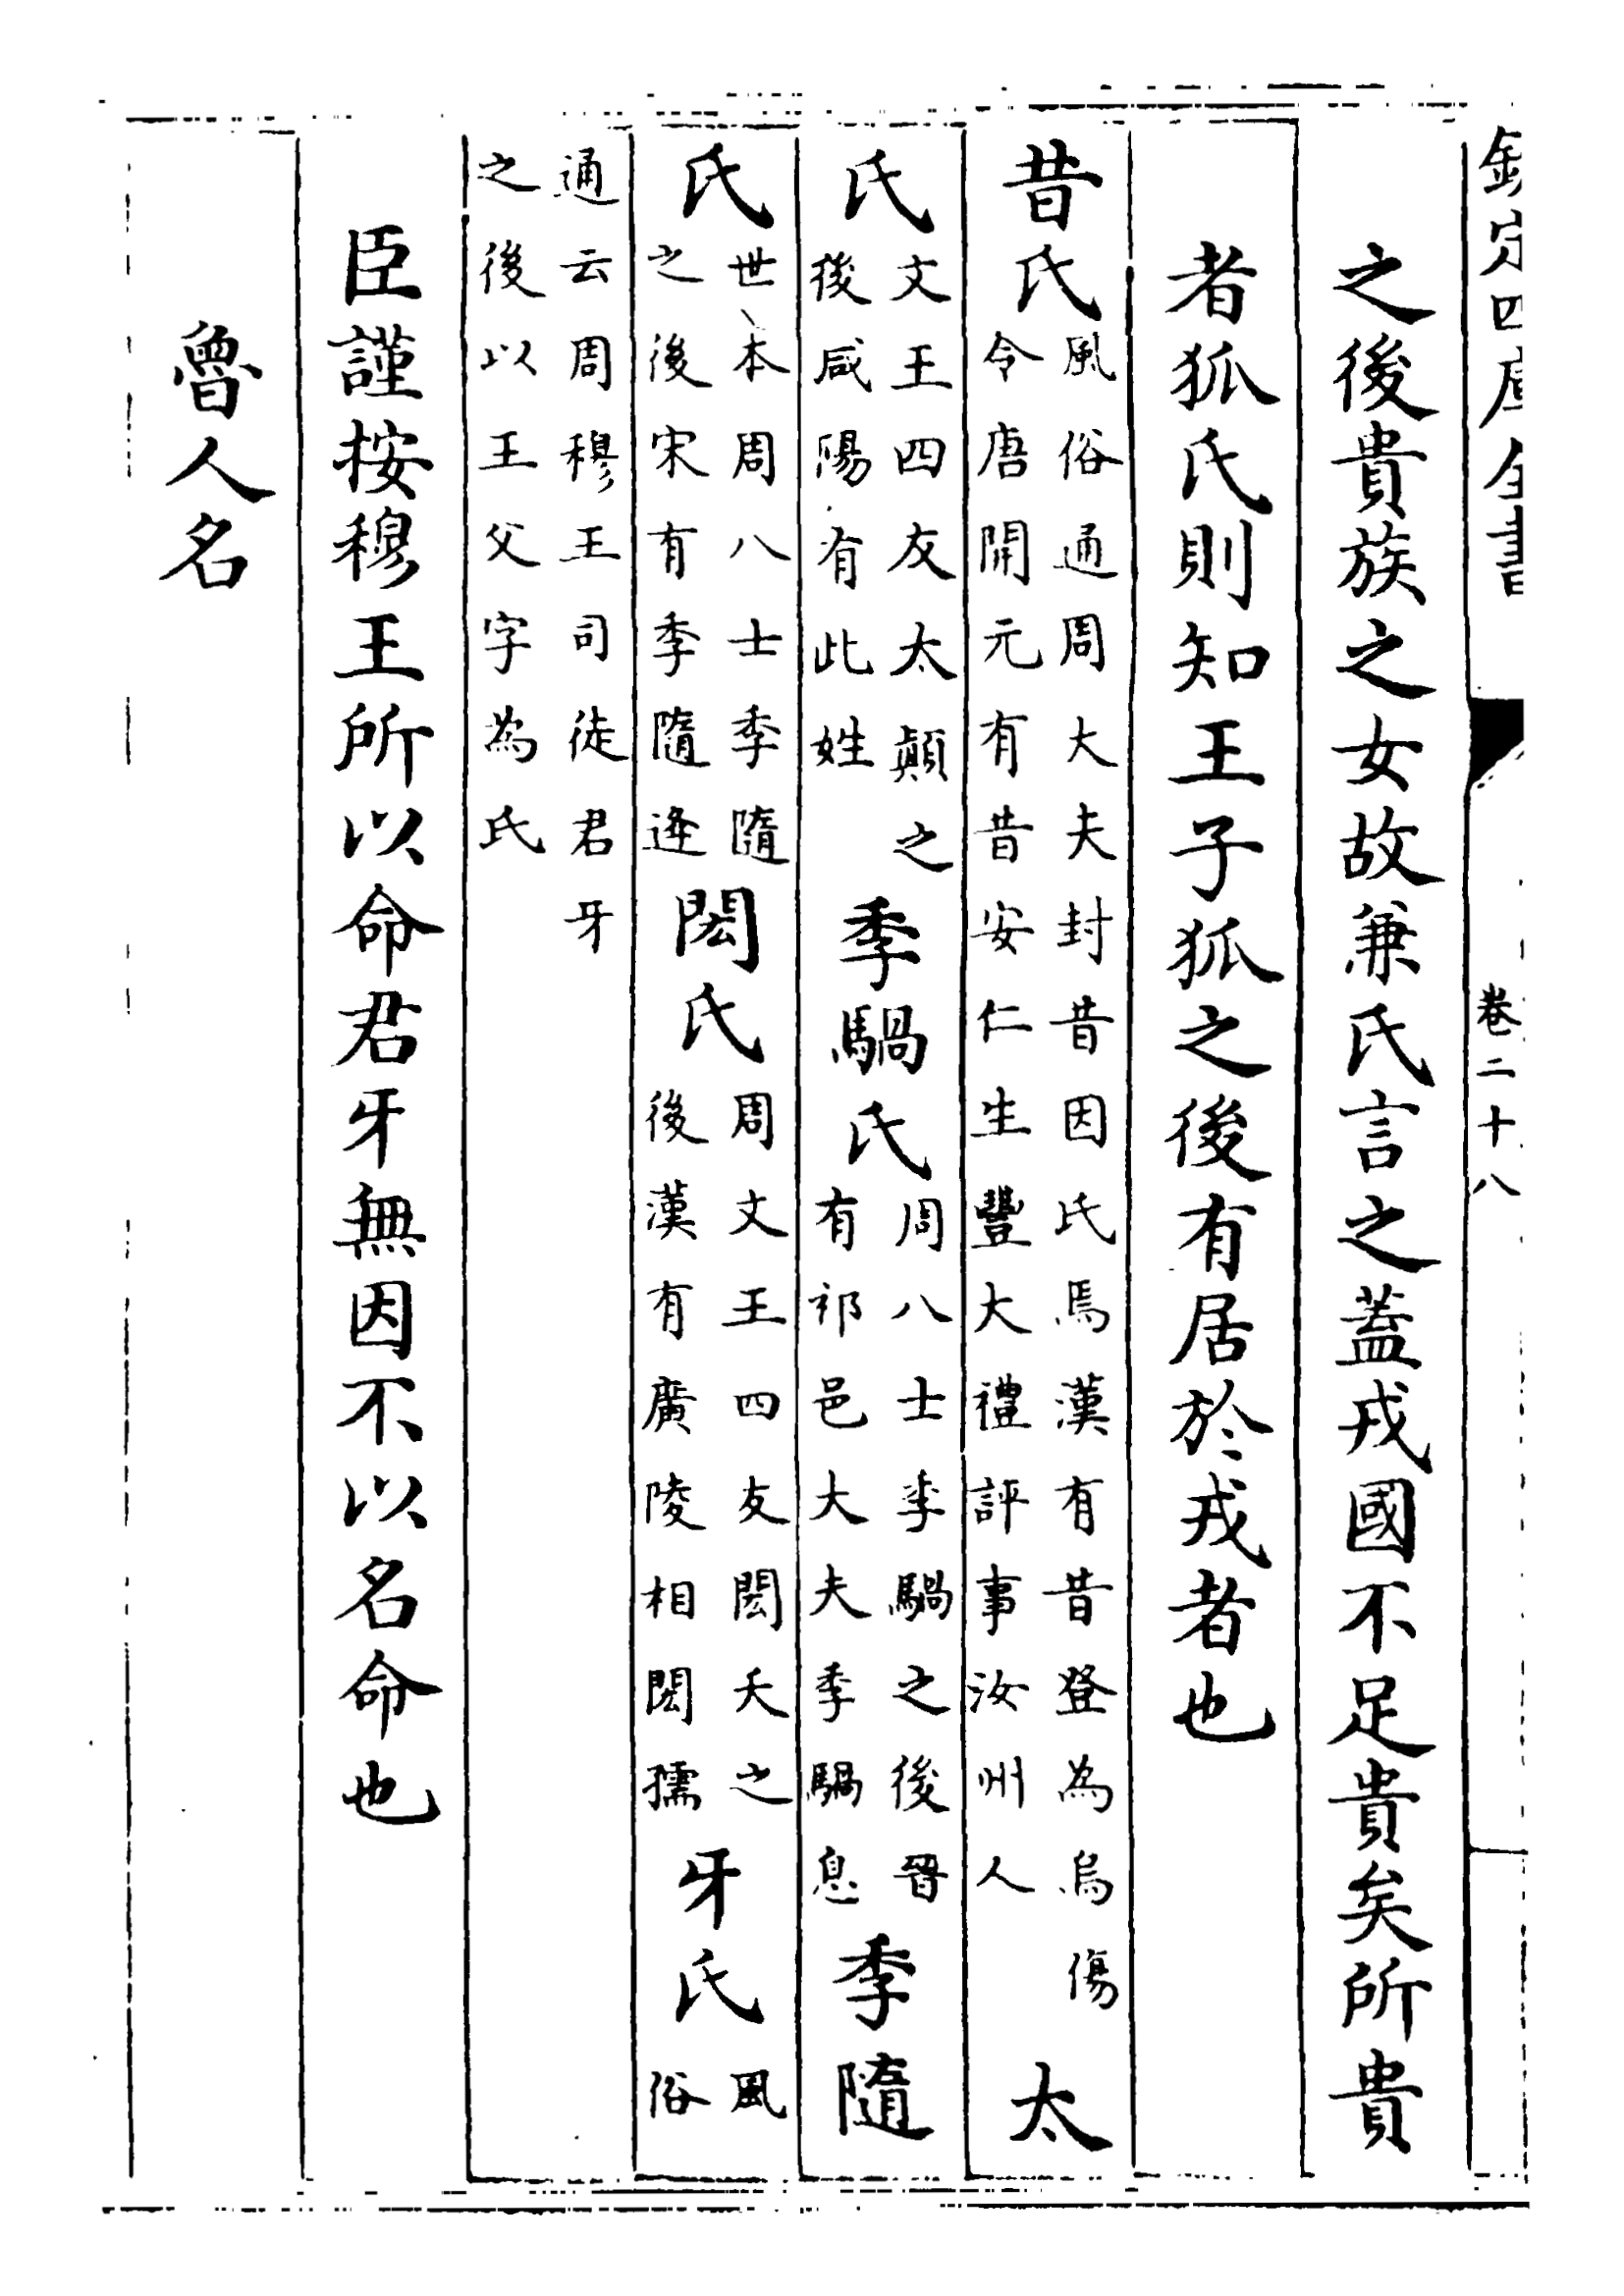 欽定四庫全書
卷二十八
之後貴族之女故兼氏言之蓋戎國不足貴矣所貴
者狐氏則知王子狐之後有居於戎者也
昔氏風俗通周大夫封昔因氏焉漢有昔登為烏傷
令唐開元有昔安仁生豐大禮評事汝州人太
氏文王四友太顛之
後咸陽有此姓季騧氏周八士季騧之後晉
有祁邑大夫季騧息季隨
氏世本周八士季隨
之後宋有季隨逄閎氏周文王四友閎夭之
後漢有廣陵相閎孺牙氏風
俗
通云周穆王司徒君牙
之後以王父字為氏
臣謹按穆王所以命君牙無因不以名命也
魯人名